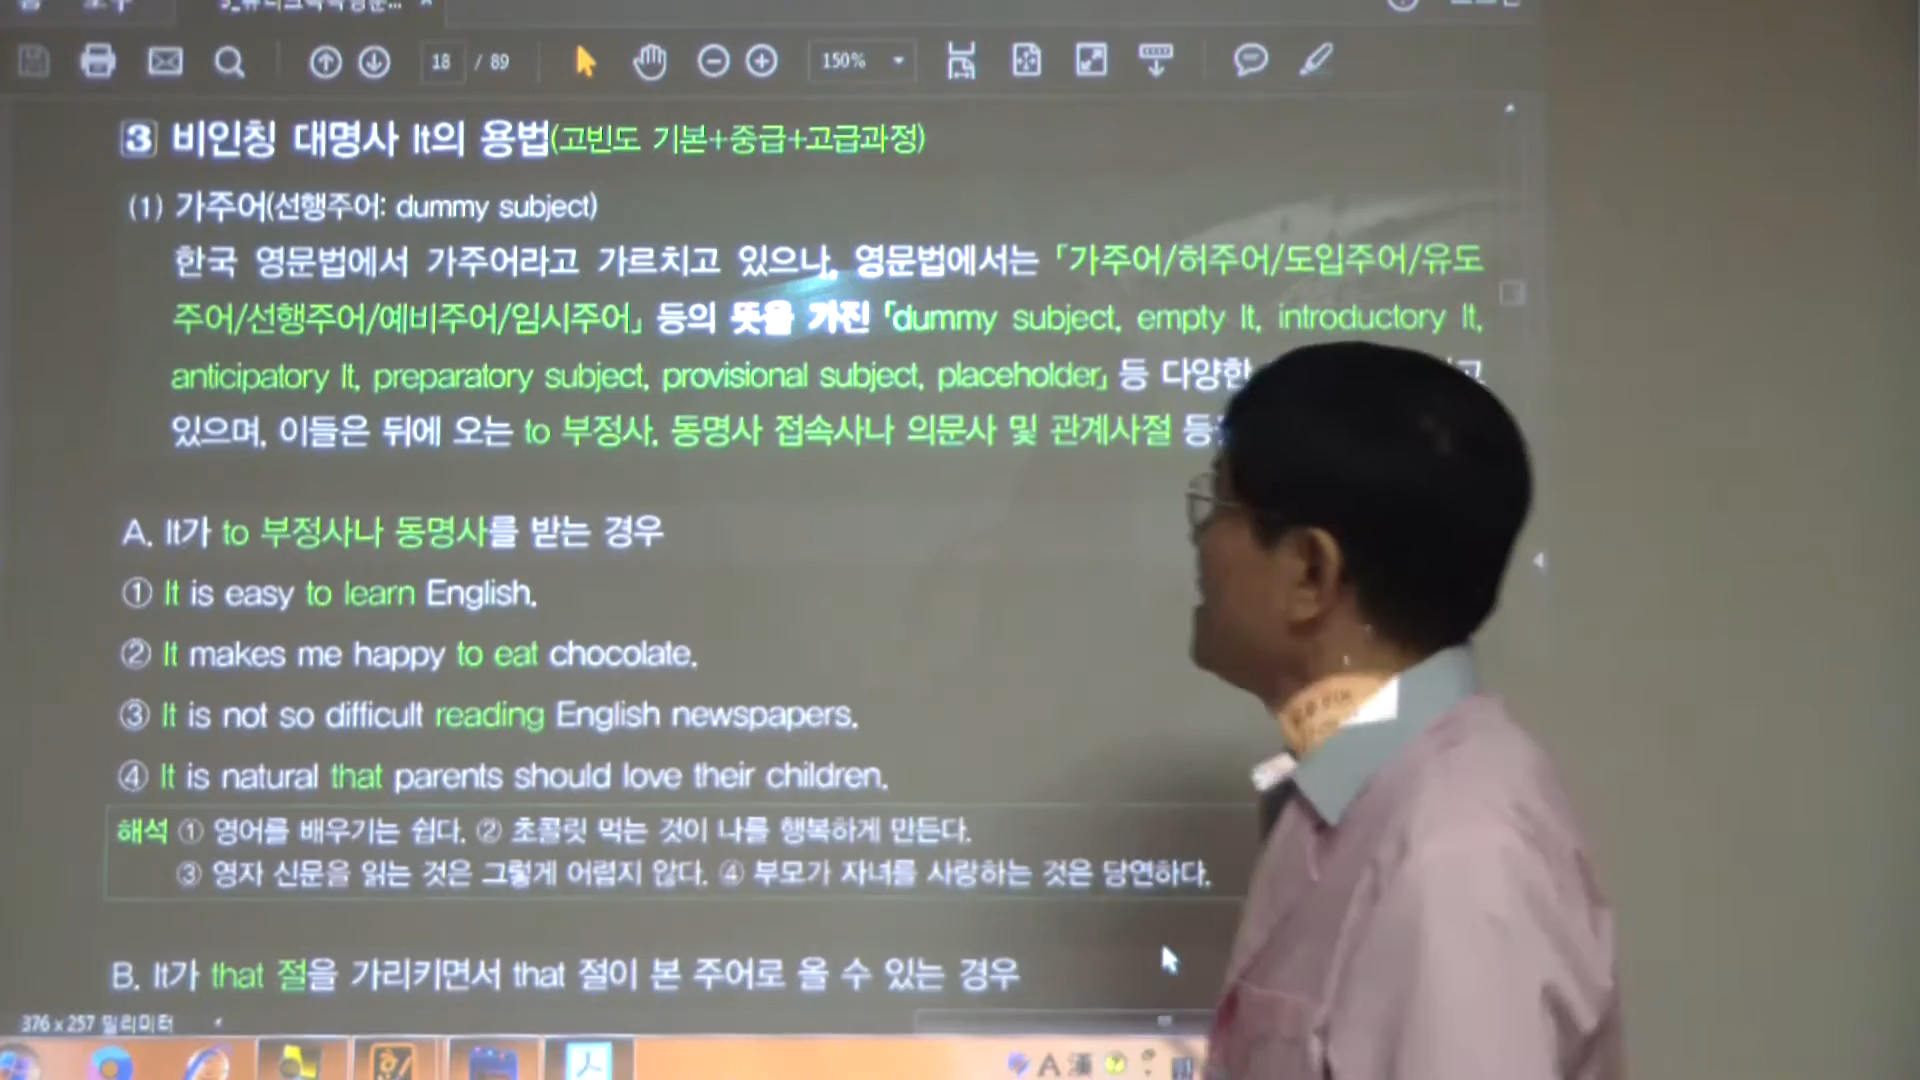 18 / 89
150%
3 비인칭 대명사 It의 용법(고빈도 기본+중급+고급과정)
(1) 가주어(선행주어: dummy subject)
한국 영문법에서 가주어라고 가르치고 있으나, 영문법에서는 「가주어/허주어/도입주어/유도
주어/선행주어/예비주어/임시주어」 등의 뜻을 가진 「dummy subject, empty It, introductory It,
anticipatory It, preparatory subject, provisional subject, placeholder」 등 다양한
있으며, 이들은 뒤에 오는 to 부정사, 동명사 접속사나 의문사 및 관계사절
A. It가 to 부정사나 동명사를 받는 경우
① It is easy to learn English.
② It makes me happy to eat chocolate.
③ It is not so difficult reading English newspapers.
④ It is natural that parents should love their children.
해석 ① 영어를 배우기는 쉽다. ② 초콜릿 먹는 것이 나를 행복하게 만든다.
③ 영자 신문을 읽는 것은 그렇게 어렵지 않다. ④ 부모가 자녀를 사랑하는 것은 당연하다.
B. It가 that 절을 가리키면서 that 절이 본 주어로 올 수 있는 경우
376 x 257 밀리미터
A 漢